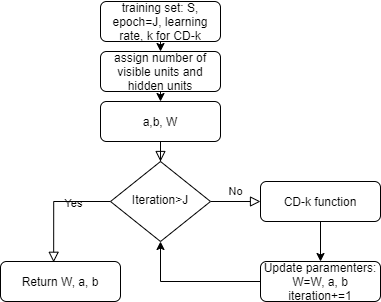 training set: S,
epoch=J, learning
rate, k for CD-k
assign number of
visible units and
hidden units
a,b, W
Iteration>J
Yes
No
CD-k function
Return W, a, b
Update paramenters:
W=W, a, b
iteration+=1